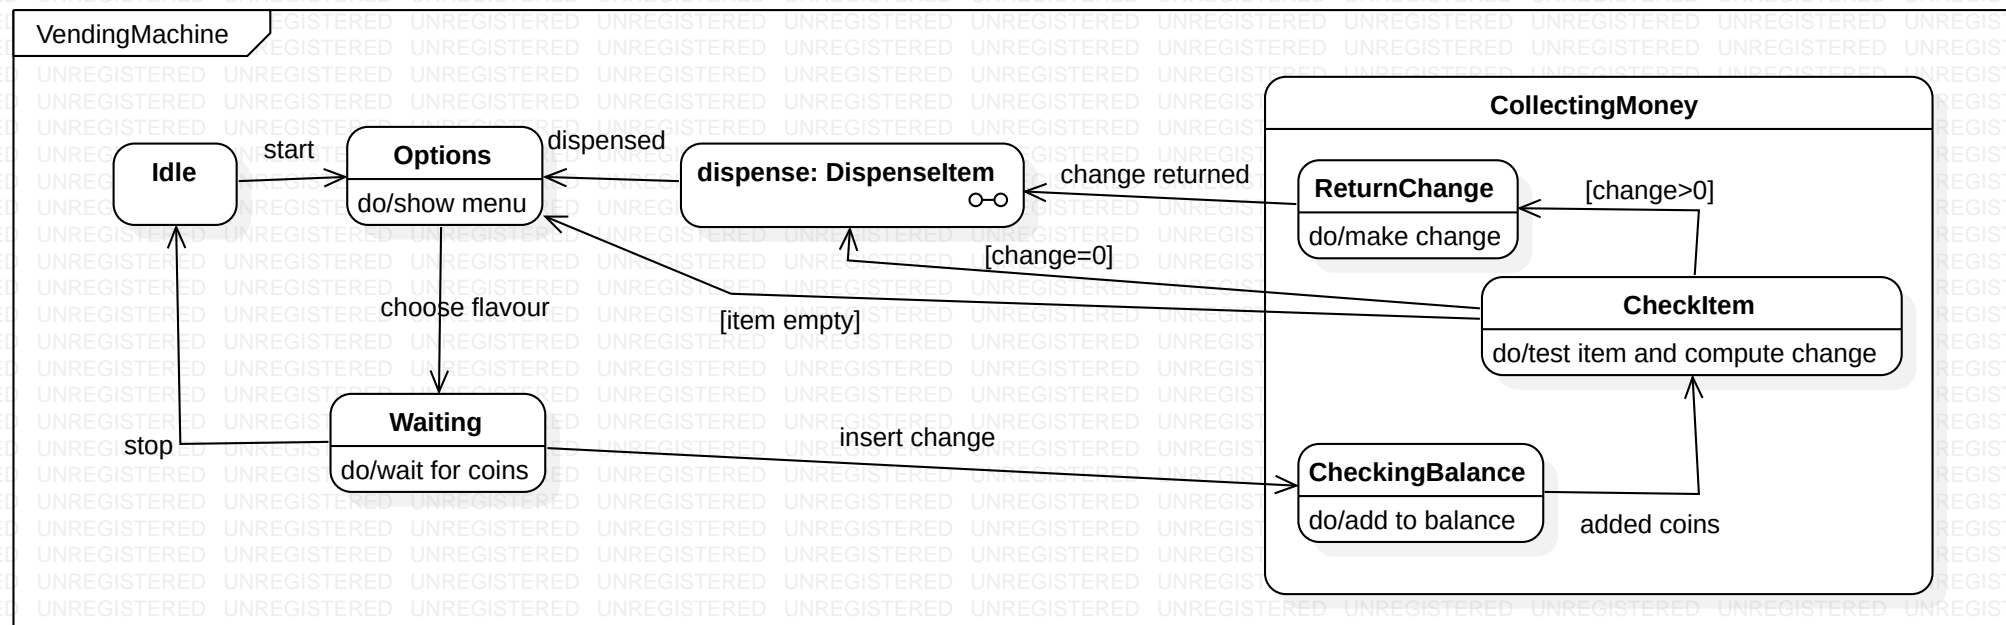 VendingMachine
CollectingMoney
Idle
start
Options
do/show menu
dispensed
dispense: DispenseItem
change returned
ReturnChange
do/make change
[change>0]
[change=0]
CheckItem
do/test item and compute change
choose flavour
[item empty]
Waiting
do/wait for coins
stop
insert change
CheckingBalance
do/add to balance
added coins
UNREGISTERED